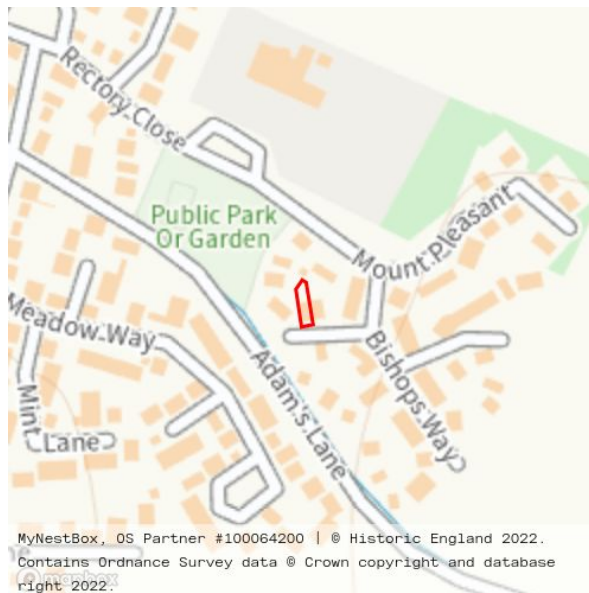 Rectory Close
Public Park
Or Garden
Mount Pleasant
Meadow Way
Adam's Lane
Bishops Way
Mint Lane
MyNestBox, OS Partner #100064200 | © Historic England 2022.
Contains Ordnance Survey data © Crown copyright and database
right 2022.
mapbox